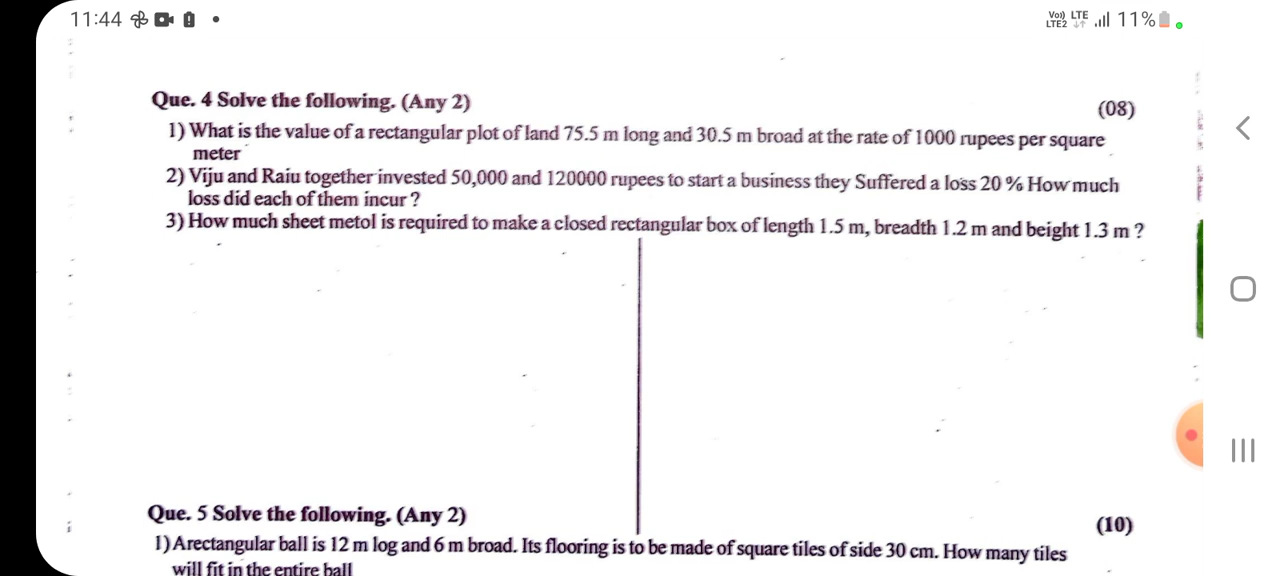 11:44
Vo)) LTE
LTE2
11%
Que. 4 Solve the following. (Any 2)
(08)
1) What is the value of a rectangular plot of land 75.5 m long and 30.5 m broad at the rate of 1000 rupees per square
meter
2) Viju and Raiu together invested 50,000 and 120000 rupees to start a business they Suffered a loss 20 % How much
loss did each of them incur ?
3) How much sheet metol is required to make a closed rectangular box of length 1.5 m, breadth 1.2 m and beight 1.3 m ?
Que. 5 Solve the following. (Any 2)
(10)
1) Arectangular ball is 12 m log and 6 m broad. Its flooring is to be made of square tiles of side 30 cm. How many tiles
will fit in the entire ball